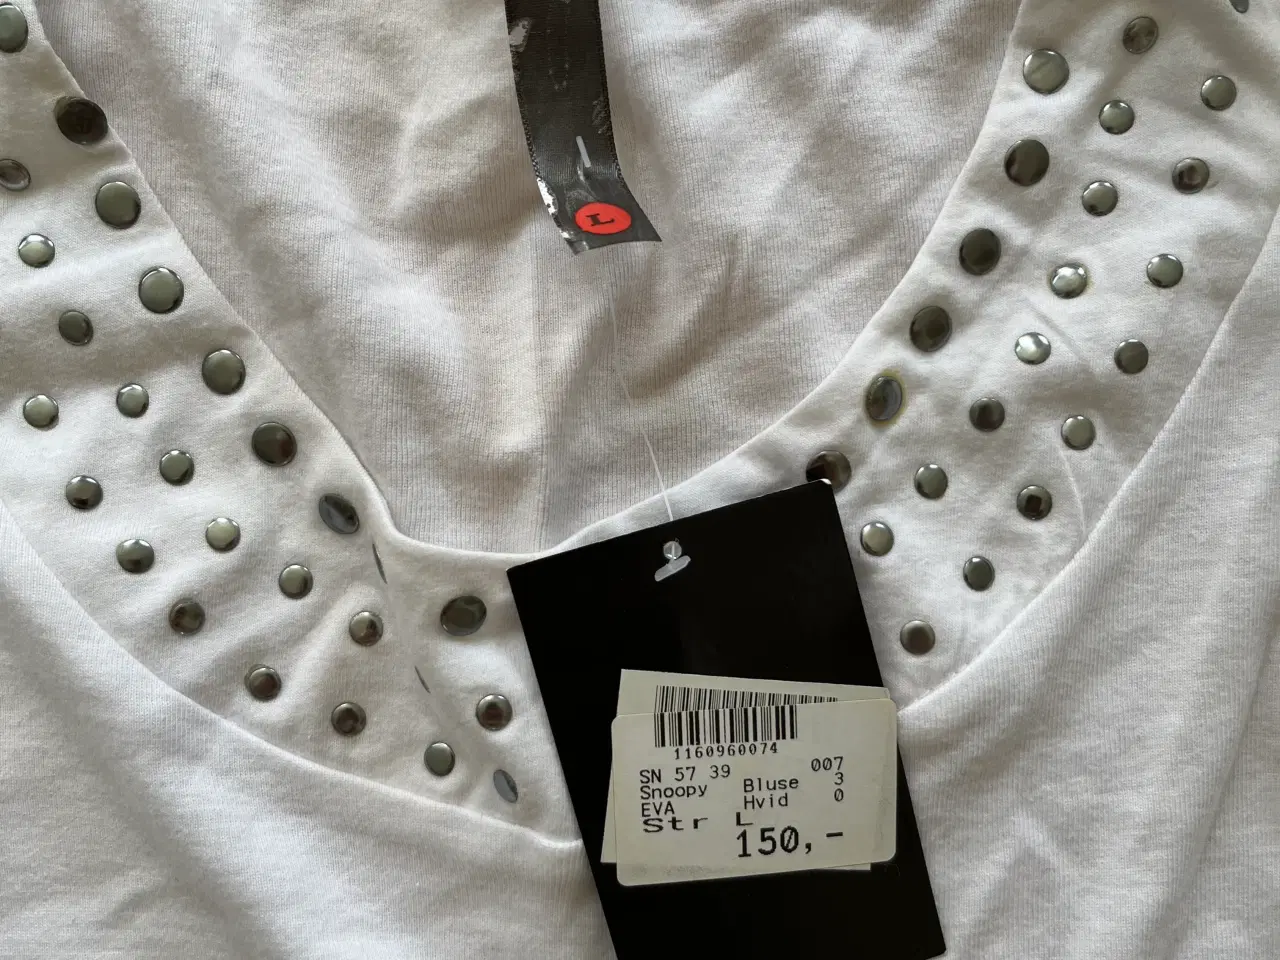 L
1160960074
SN 57 39 007
Snoopy Bluse 3
EVA Hvid 0
Str L
150,-